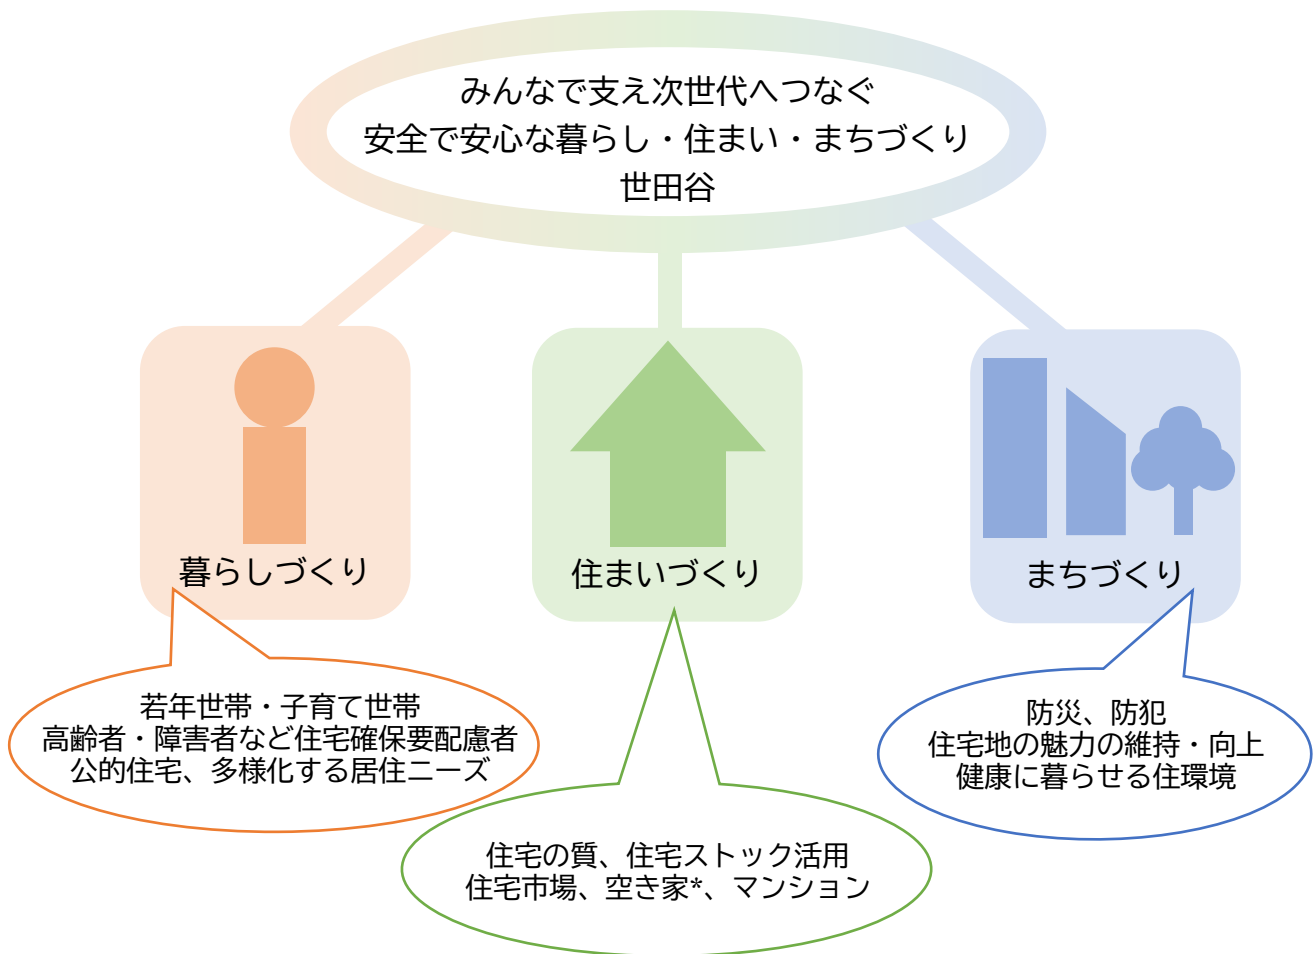 みんなで支え次世代へつなぐ
安全で安心な暮らし・住まい・まちづくり
世田谷
暮らしづくり
住まいづくり
まちづくり
若年世帯・子育て世帯
高齢者・障害者など住宅確保要配慮者
公的住宅、多様化する居住ニーズ
防災、防犯
住宅地の魅力の維持・向上
健康に暮らせる住環境
住宅の質、住宅ストック活用
住宅市場、空き家*、マンション